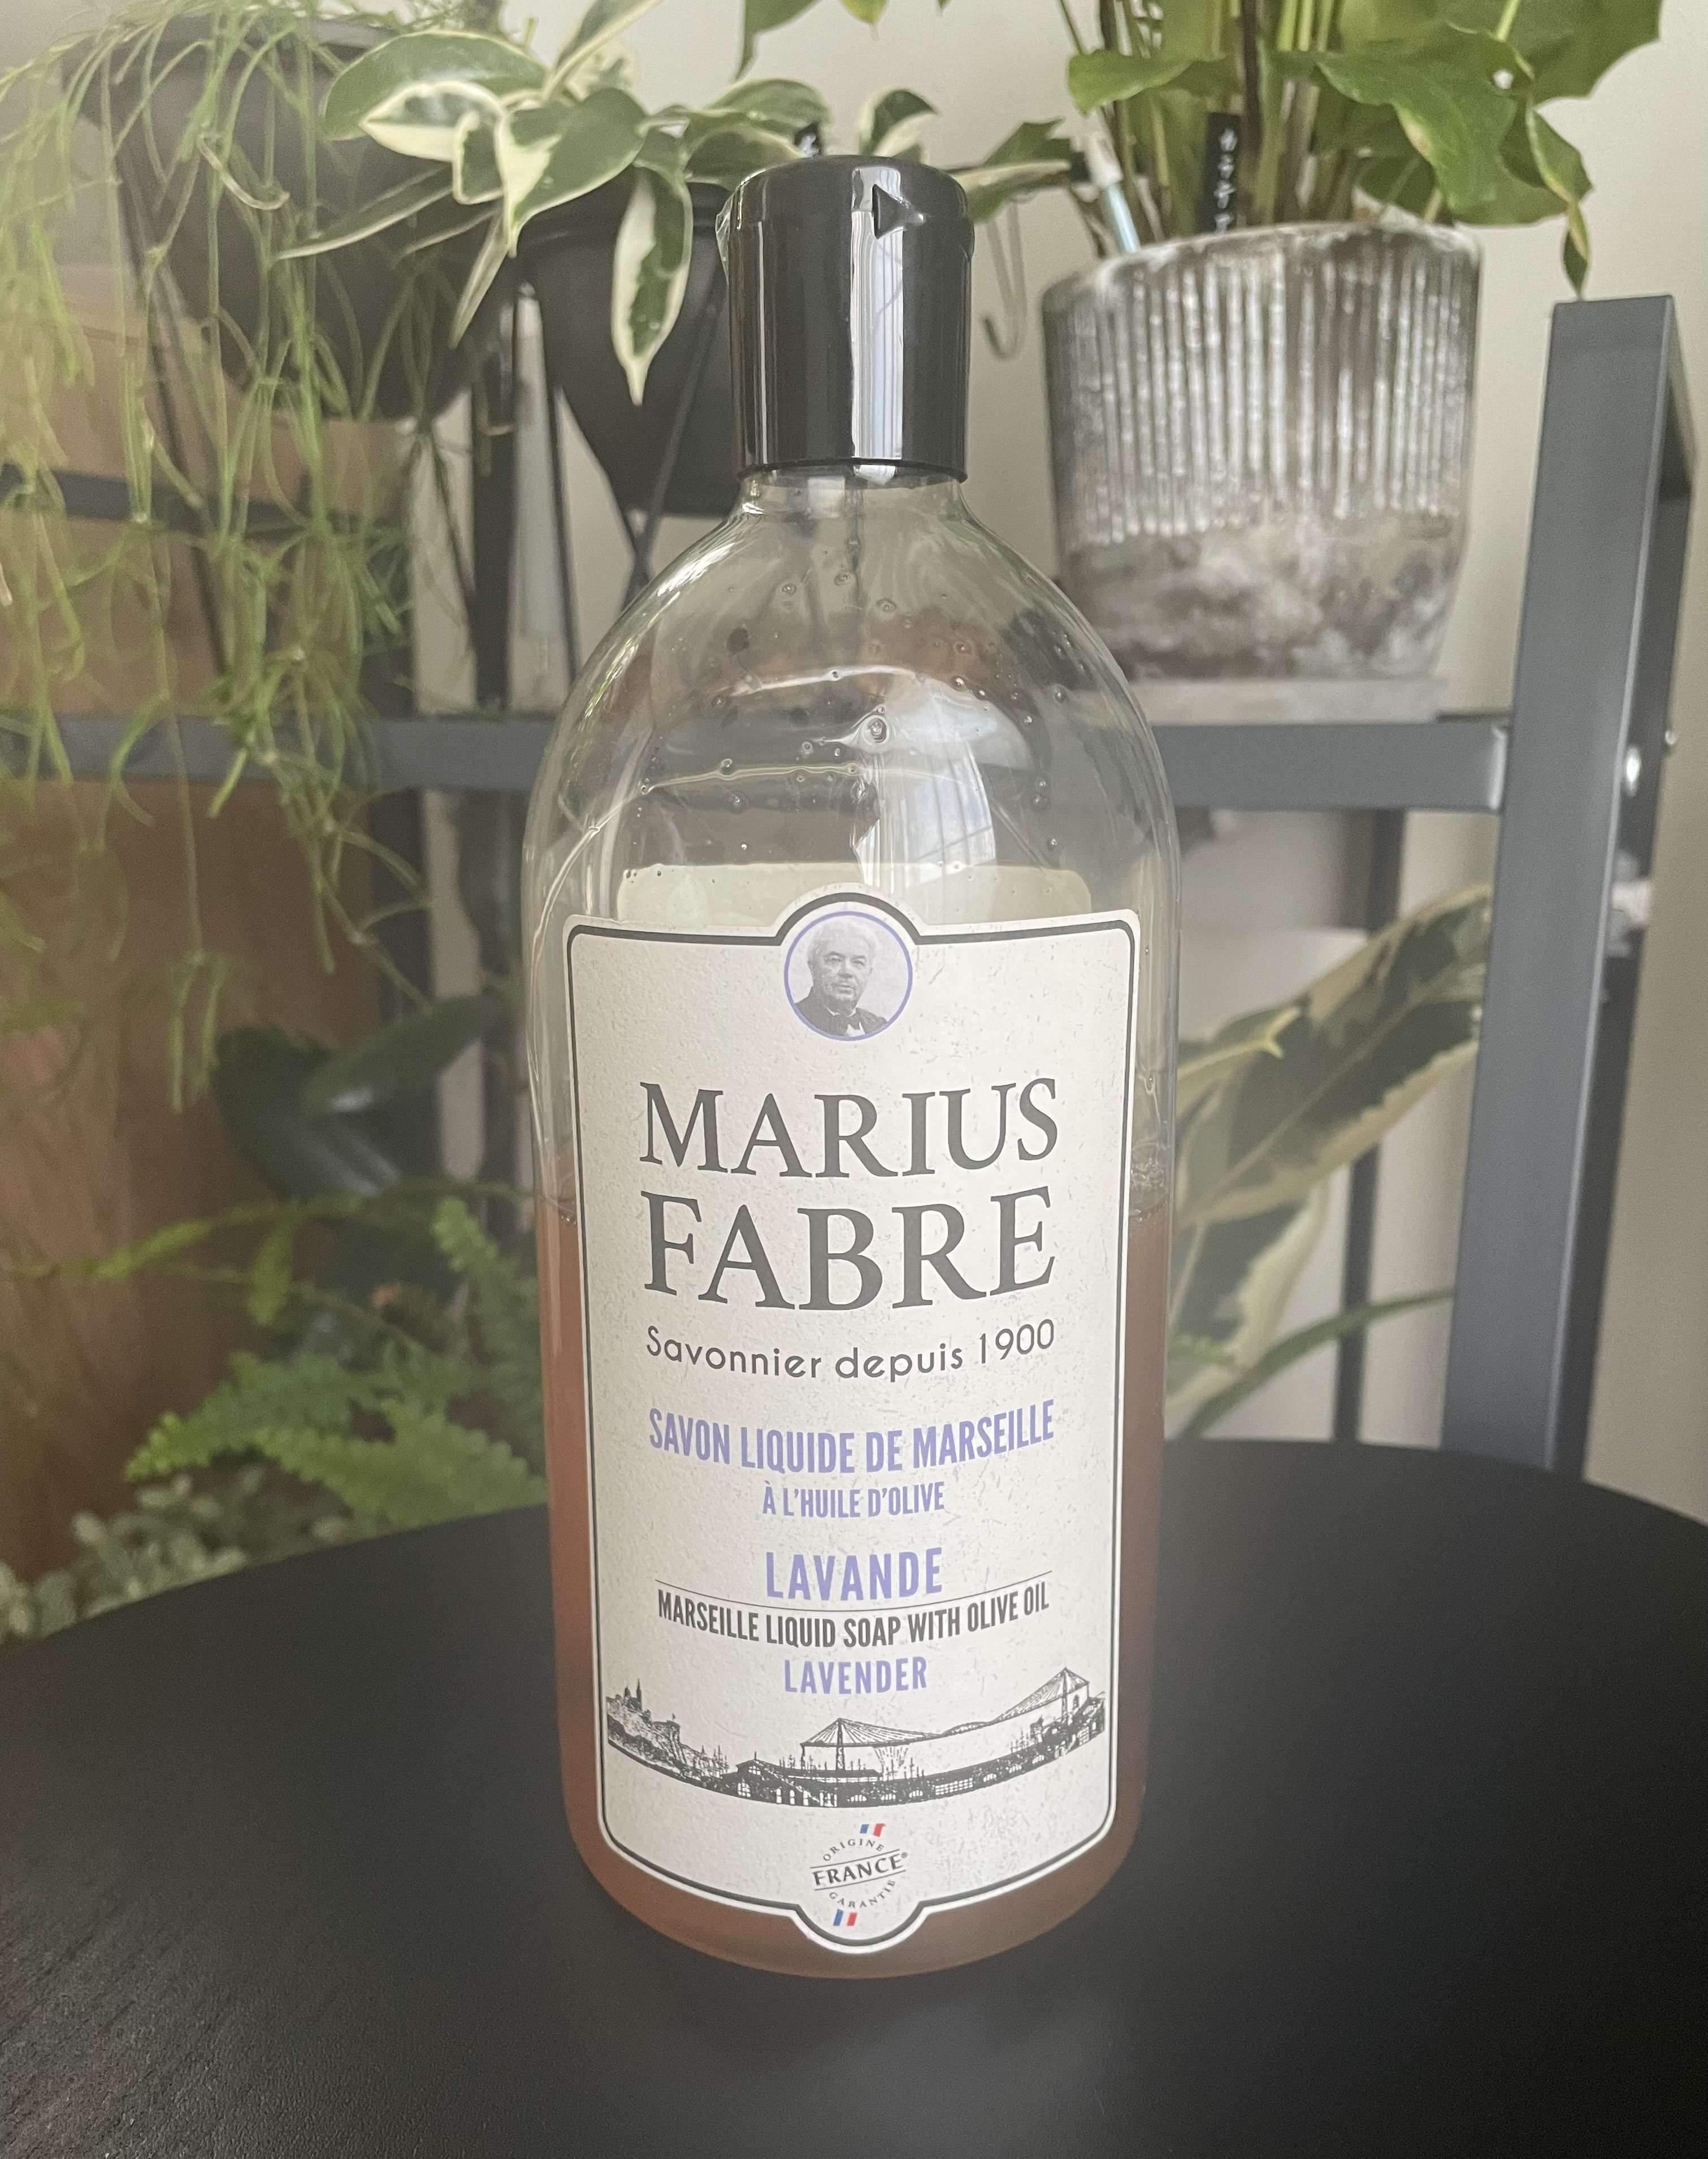 MARIUS
FABRE
Savonnier depuis 1900
SAVON LIQUIDE DE MARSEILLE
À L'HUILE D'OLIVE
LAVANDE
MARSEILLE LIQUID SOAP WITH OLIVE OIL
LAVENDER
ORIGINE
FRANCE®
GARANTIE